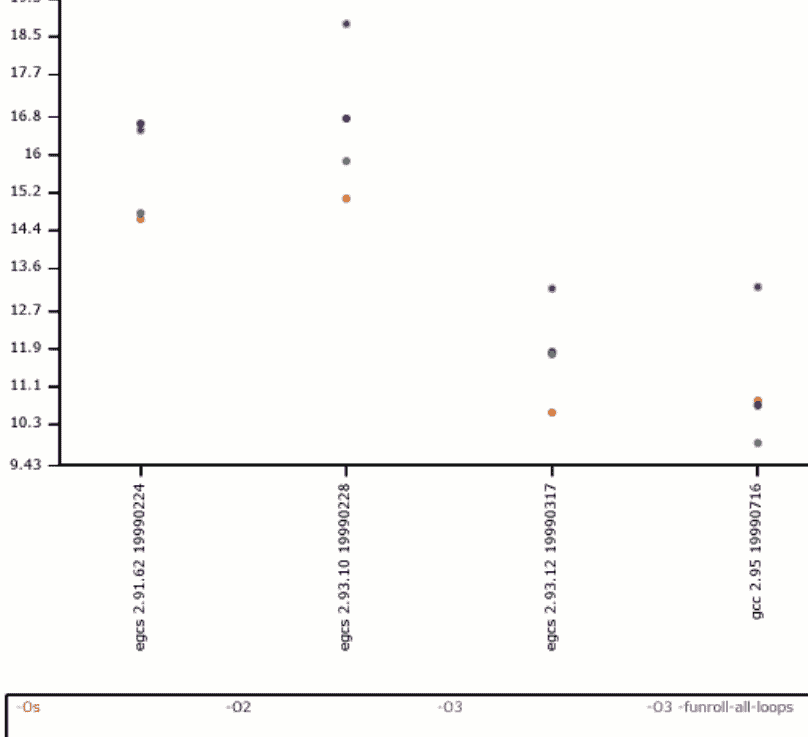 18.5
17.7
16.8
16
15.2
14.4
13.6
12.7
11.9
11.1
10.3
9.43
egcs 2.91.62 19990224
egcs 2.93.10 19990228
egcs 2.93.12 19990317
gcc 2.95 19990716
-Os -O2 -O3 -O3 -funroll-all-loops